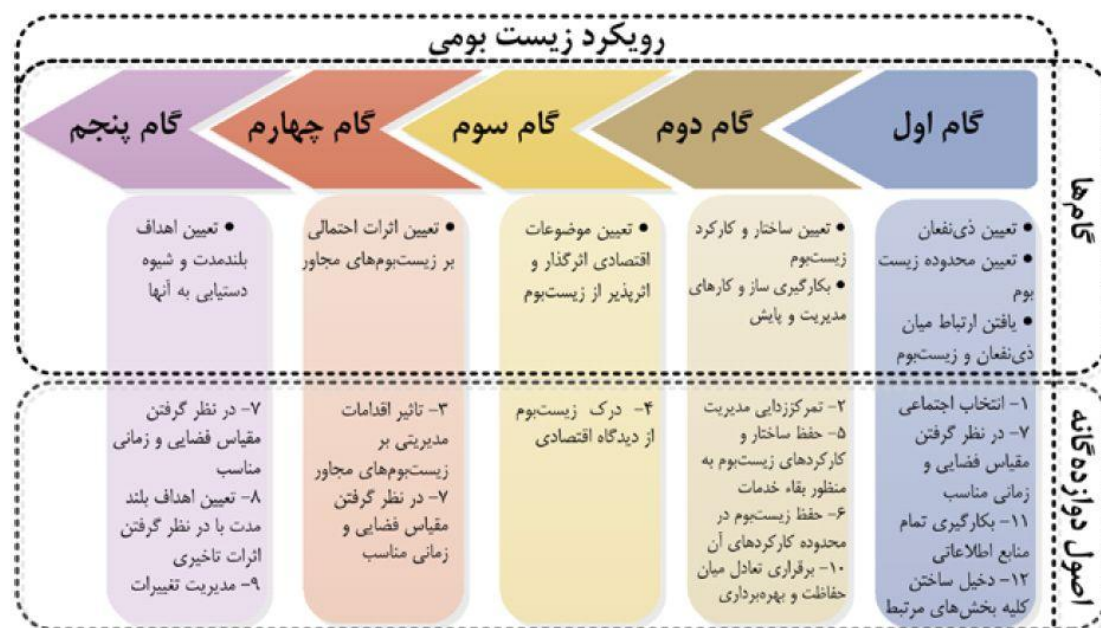 رویکرد زیست بومی
گام‌ها
گام اول
گام دوم
گام سوم
گام چهارم
گام پنجم
● تعیین ذی‌نفعان
● تعیین محدوده زیست
بوم
● یافتن ارتباط میان
ذی‌نفعان و زیست‌بوم
● تعیین ساختار و کارکرد
زیست‌بوم
● بکارگیری ساز و کارهای
مدیریت و پایش
● تعیین موضوعات
اقتصادی اثرگذار و
اثرپذیر از زیست‌بوم
● تعیین اثرات احتمالی
بر زیست‌بوم‌های مجاور
● تعیین اهداف
بلندمدت و شیوه
دستیابی به آنها
اصول دوازده‌گانه
۱- انتخاب اجتماعی
۷- در نظر گرفتن
مقیاس فضایی و
زمانی مناسب
۱۱- بکارگیری تمام
منابع اطلاعاتی
۱۲- دخیل ساختن
کلیه بخش‌های مرتبط
۲- تمرکززدایی مدیریت
۵- حفظ ساختار و
کارکردهای زیست‌بوم به
منظور بقاء خدمات
۶- حفظ زیست‌بوم در
محدوده کارکردهای آن
۱۰- برقراری تعادل میان
حفاظت و بهره‌برداری
۴- درک زیست‌بوم
از دیدگاه اقتصادی
۳- تاثیر اقدامات
مدیریتی بر
زیست‌بوم‌های مجاور
۷- در نظر گرفتن
مقیاس فضایی و
زمانی مناسب
۷- در نظر گرفتن
مقیاس فضایی و زمانی
مناسب
۸- تعیین اهداف بلند
مدت با در نظر گرفتن
اثرات تاخیری
۹- مدیریت تغییرات